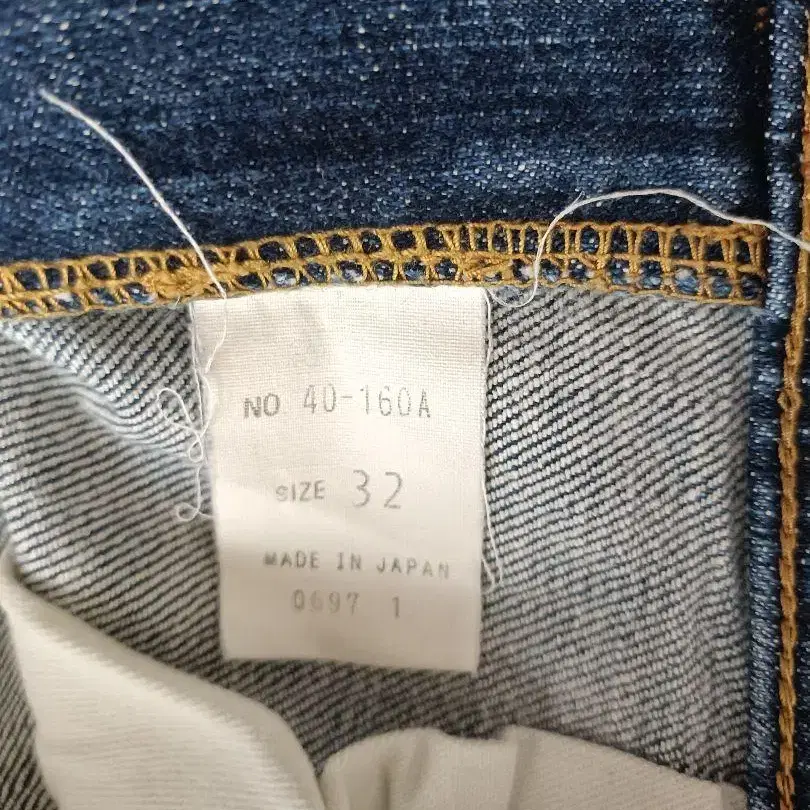 NO 40-160A
SIZE 32
MADE IN JAPAN
0697 1